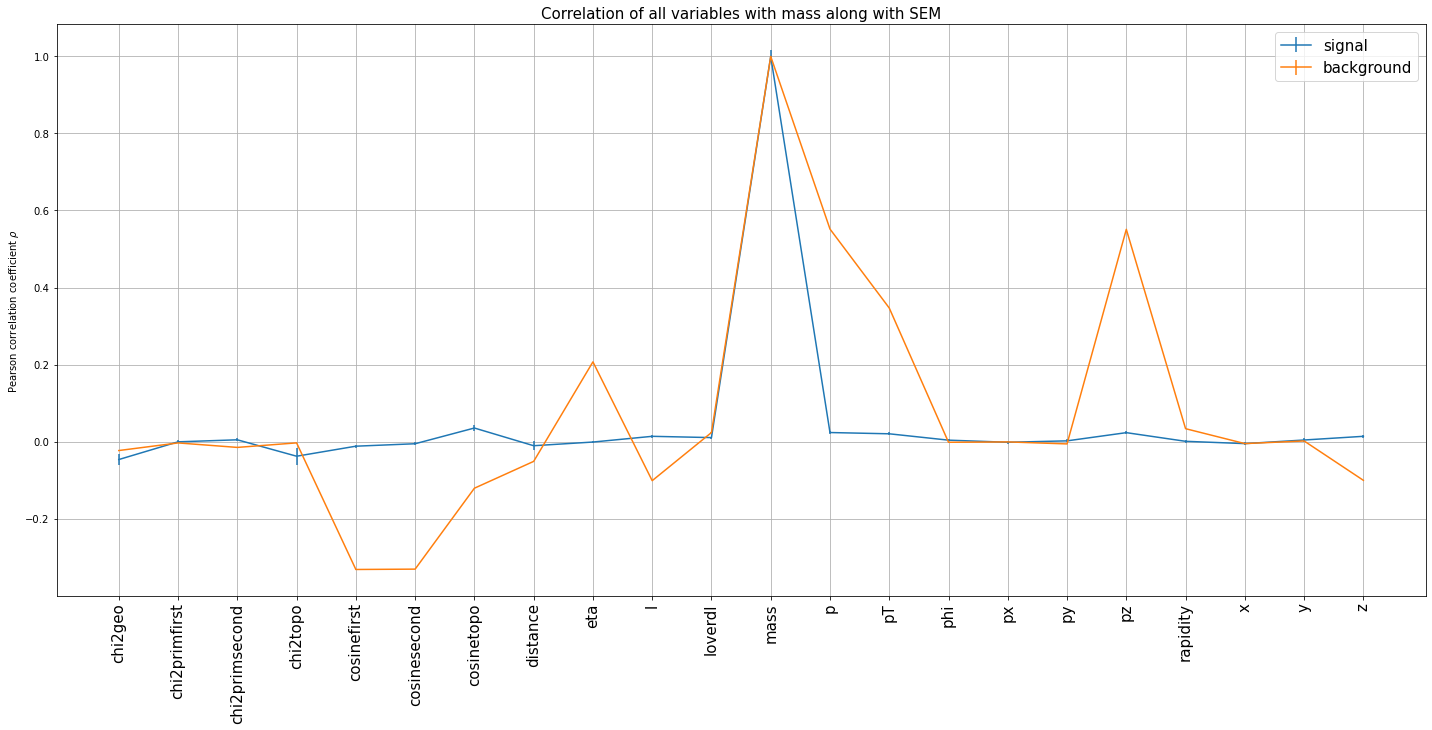 Correlation of all variables with mass along with SEM
signal
background
Pearson correlation coefficient ρ
1.0
0.8
0.6
0.4
0.2
0.0
−0.2
chi2geo
chi2primfirst
chi2primsecond
chi2topo
cosinefirst
cosinesecond
cosinetopo
distance
eta
l
loverdl
mass
p
pT
phi
px
py
pz
rapidity
x
y
z